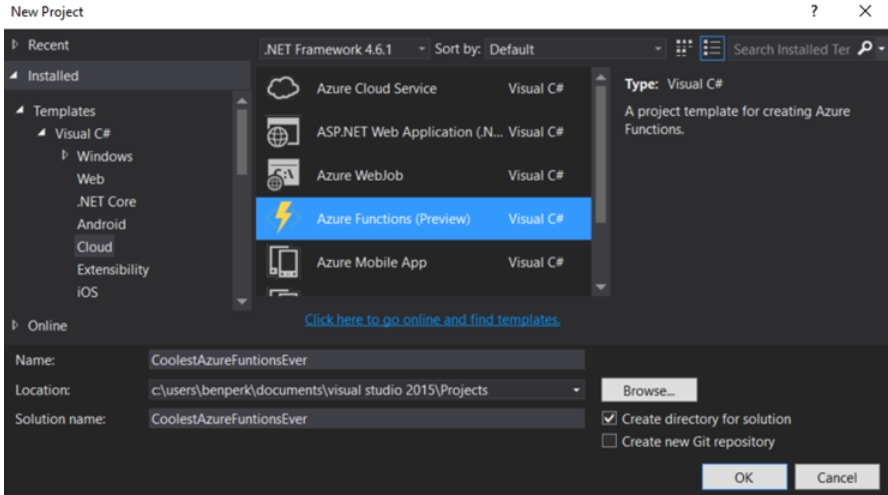 New Project
?
Recent
.NET Framework 4.6.1
Sort by: Default
Search Installed Ter
Installed
Templates
Visual C#
Windows
Web
.NET Core
Android
Cloud
Extensibility
iOS
Online
Azure Cloud Service Visual C#
ASP.NET Web Application (.N... Visual C#
Azure WebJob Visual C#
Azure Functions (Preview) Visual C#
Azure Mobile App Visual C#
Click here to go online and find templates.
Type: Visual C#
A project template for creating Azure
Functions.
Name: CoolestAzureFuntionsEver
Location: c:\users\benperk\documents\visual studio 2015\Projects
Browse...
Solution name: CoolestAzureFuntionsEver
Create directory for solution
Create new Git repository
OK
Cancel